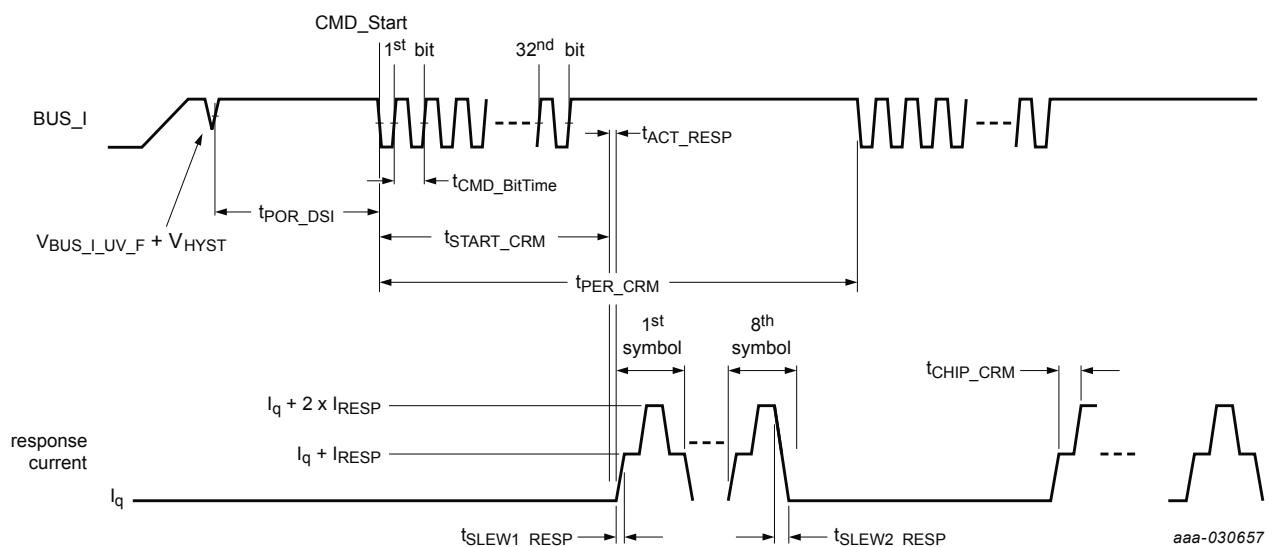 CMD_Start
1st bit
32nd bit
BUS_I
tACT_RESP
tCMD_BitTime
tPOR_DSI
VBUS_I_UV_F + VHYST
tSTART_CRM
tPER_CRM
1st
symbol
8th
symbol
tCHIP_CRM
Iq + 2 x IRESP
response
current
Iq + IRESP
Iq
tSLEW1_RESP
tSLEW2_RESP
aaa-030657